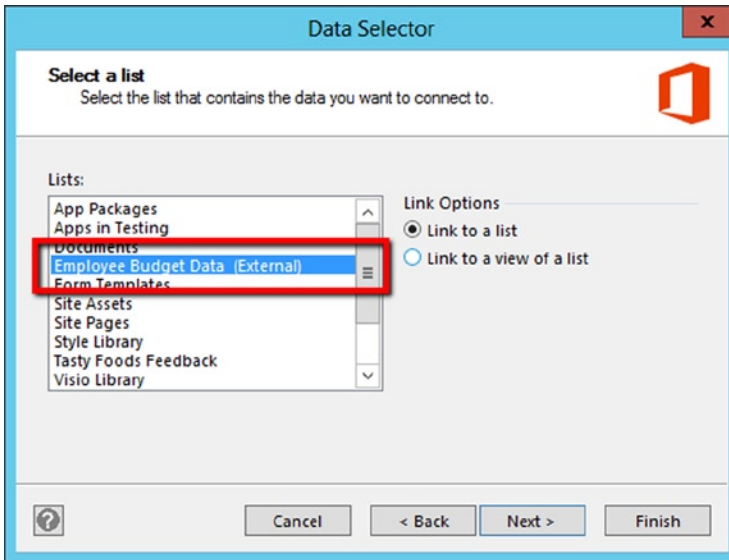 Data Selector
x
Select a list
Select the list that contains the data you want to connect to.
Lists:
App Packages
Apps in Testing
Documents
Employee Budget Data (External)
Form Templates
Site Assets
Site Pages
Style Library
Tasty Foods Feedback
Visio Library
Link Options
Link to a list
Link to a view of a list
?
Cancel
< Back
Next >
Finish